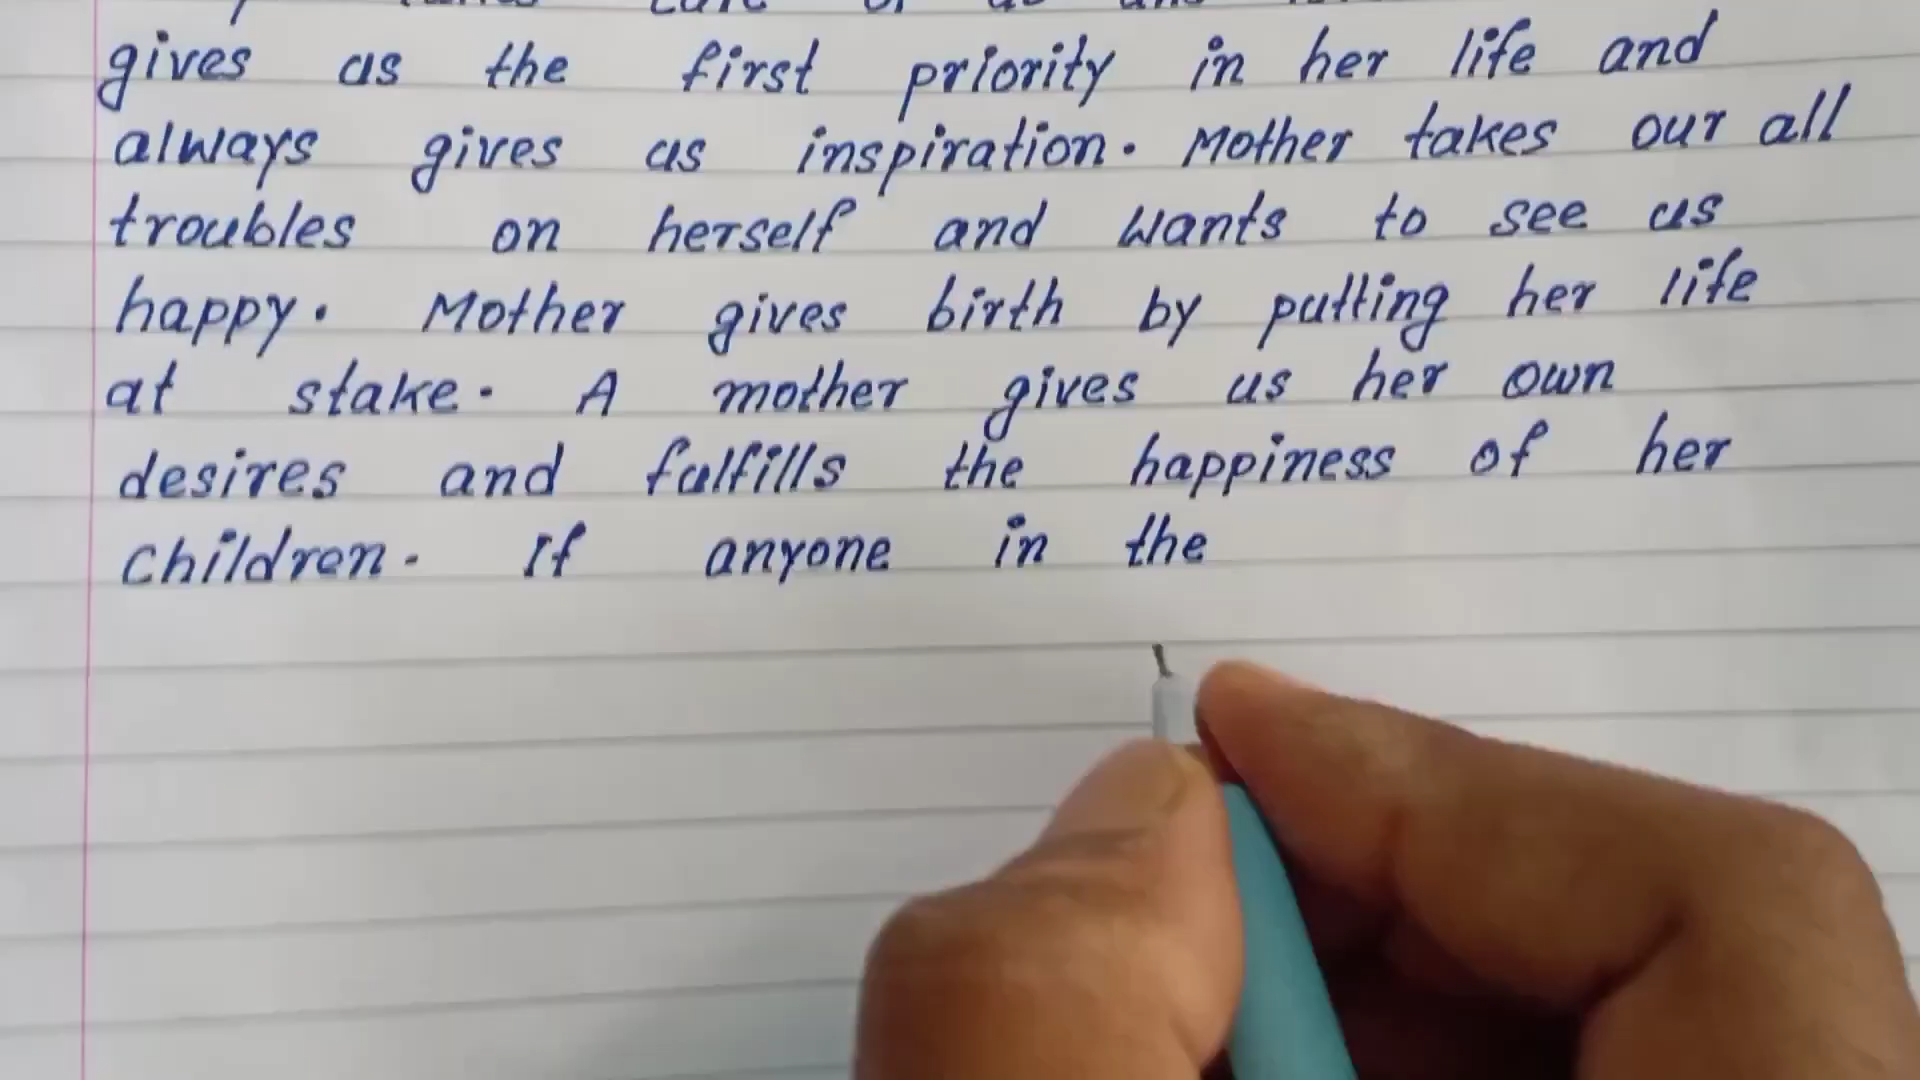 gives us the first priority in her life and
always gives us inspiration. Mother takes our all
troubles on herself and wants to see us
happy. Mother gives birth by putting her life
at stake. A mother gives us her own
desires and fulfills the happiness of her
children. If anyone in the